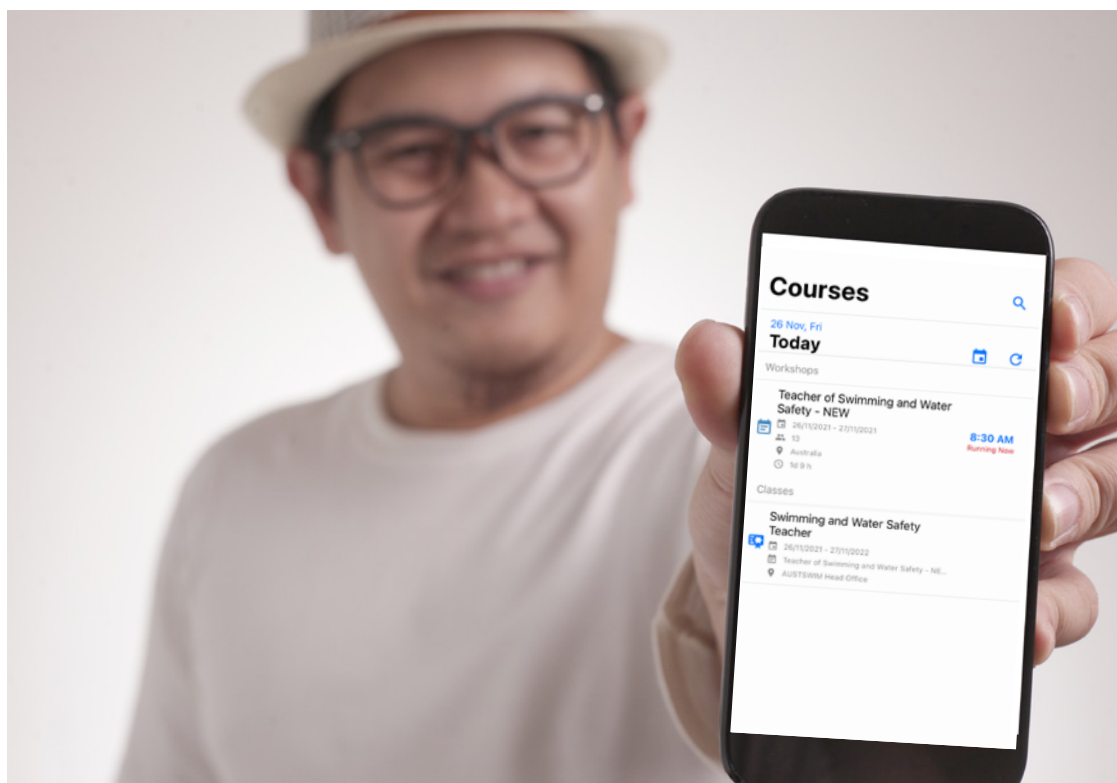 Courses
26 Nov, Fri
Today
Workshops
Teacher of Swimming and Water
Safety - NEW
26/11/2021 - 27/11/2021
13
Australia
1d 9 h
8:30 AM
Running Now
Classes
Swimming and Water Safety
Teacher
26/11/2021 - 27/11/2022
Teacher of Swimming and Water Safety - NE...
AUSTSWIM Head Office